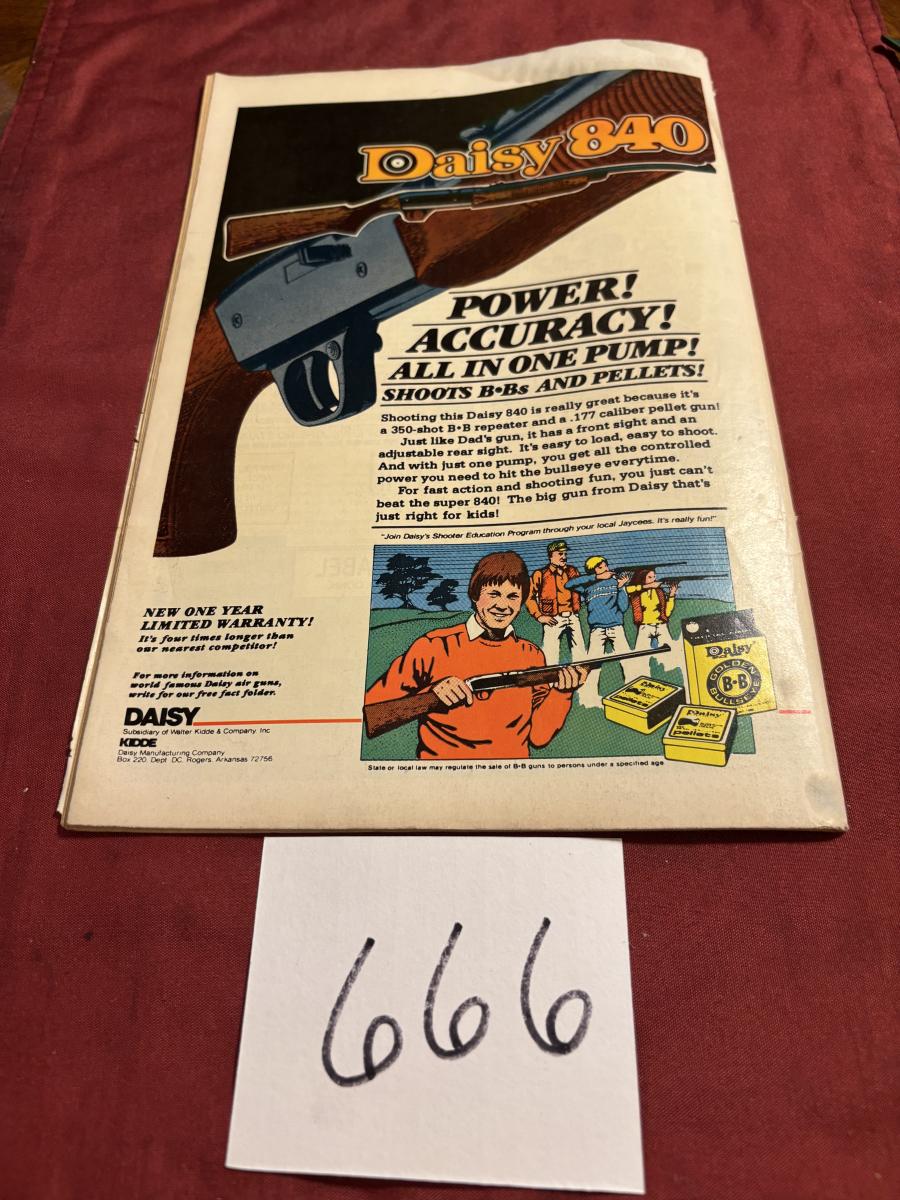 Daisy 840
POWER!
ACCURACY!
ALL IN ONE PUMP!
SHOOTS B•Bs AND PELLETS!
Shooting this Daisy 840 is really great because it's
a 350-shot B•B repeater and a .177 caliber pellet gun!
Just like Dad's gun, it has a front sight and an
adjustable rear sight. It's easy to load, easy to shoot.
And with just one pump, you get all the controlled
power you need to hit the bullseye everytime.
For fast action and shooting fun, you just can't
beat the super 840! The big gun from Daisy that's
just right for kids!
"Join Daisy's Shooter Education Program through your local Jaycees. It's really fun!"
NEW ONE YEAR
LIMITED WARRANTY!
It's four times longer than
our nearest competitor!
For more information on
world famous Daisy air guns,
write for our free fact folder.
DAISY
Subsidiary of Walter Kidde & Company, Inc
KIDDE
Daisy Manufacturing Company
Box 220, Dept DC, Rogers, Arkansas 72756
Daisy
GOLDEN
B•B
BULLSEYE
Daisy
pellets
Daisy
pellets
State or local law may regulate the sale of B•B guns to persons under a specified age
666